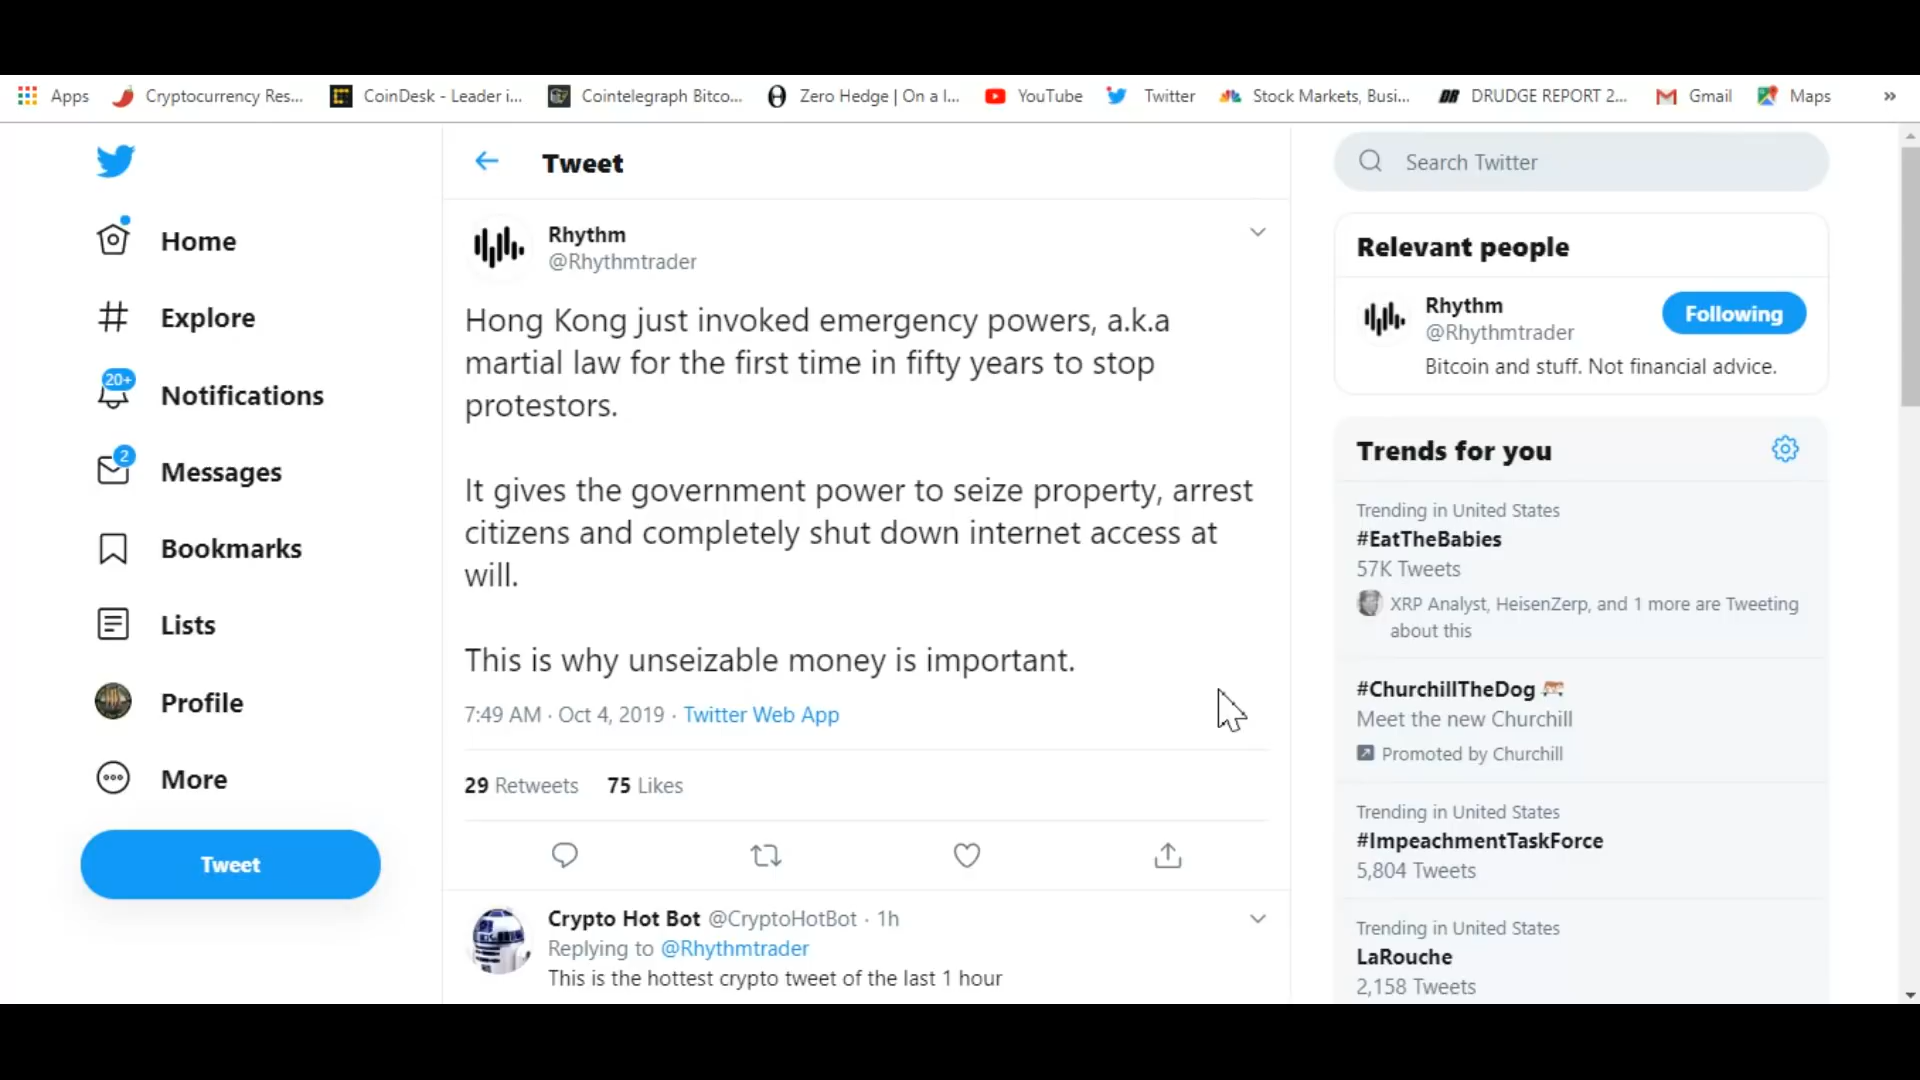 Apps Cryptocurrency Res... CoinDesk - Leader i... Cointelegraph Bitco... Zero Hedge | On a l... YouTube Twitter Stock Markets, Busi... DRUDGE REPORT 2... Gmail Maps »
Home
Explore
20+
Notifications
2
Messages
Bookmarks
Lists
Profile
More
Tweet
Tweet
Rhythm
@Rhythmtrader
Hong Kong just invoked emergency powers, a.k.a
martial law for the first time in fifty years to stop
protestors.
It gives the government power to seize property, arrest
citizens and completely shut down internet access at
will.
This is why unseizable money is important.
7:49 AM · Oct 4, 2019 · Twitter Web App
29 Retweets 75 Likes
Crypto Hot Bot @CryptoHotBot · 1h
Replying to @Rhythmtrader
This is the hottest crypto tweet of the last 1 hour
Search Twitter
Relevant people
Rhythm
@Rhythmtrader
Following
Bitcoin and stuff. Not financial advice.
Trends for you
Trending in United States
#EatTheBabies
57K Tweets
XRP Analyst, HeisenZerp, and 1 more are Tweeting
about this
#ChurchillTheDog
Meet the new Churchill
Promoted by Churchill
Trending in United States
#ImpeachmentTaskForce
5,804 Tweets
Trending in United States
LaRouche
2,158 Tweets